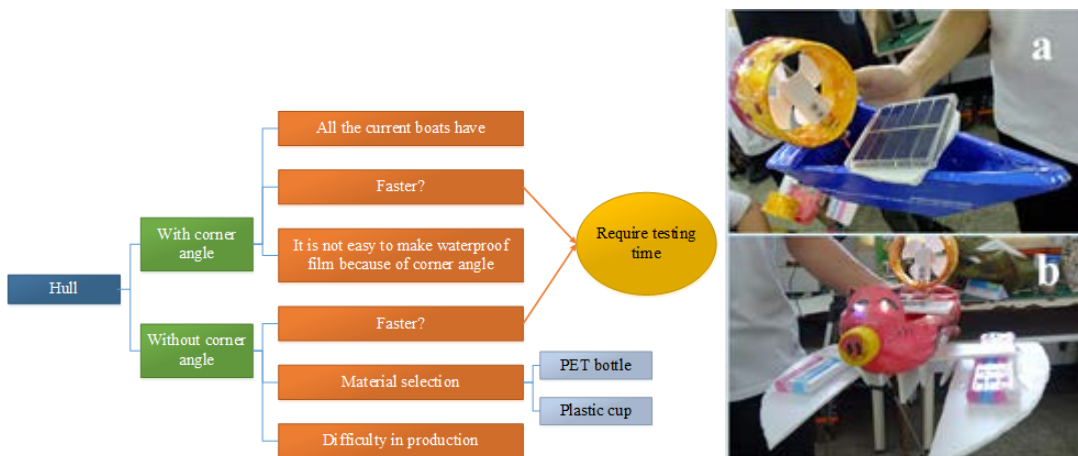 All the current boats have
Faster?
With corner
angle
It is not easy to make waterproof
film because of corner angle
Require testing
time
Hull
Without corner
angle
Faster?
Material selection
PET bottle
Plastic cup
Difficulty in production
a
b